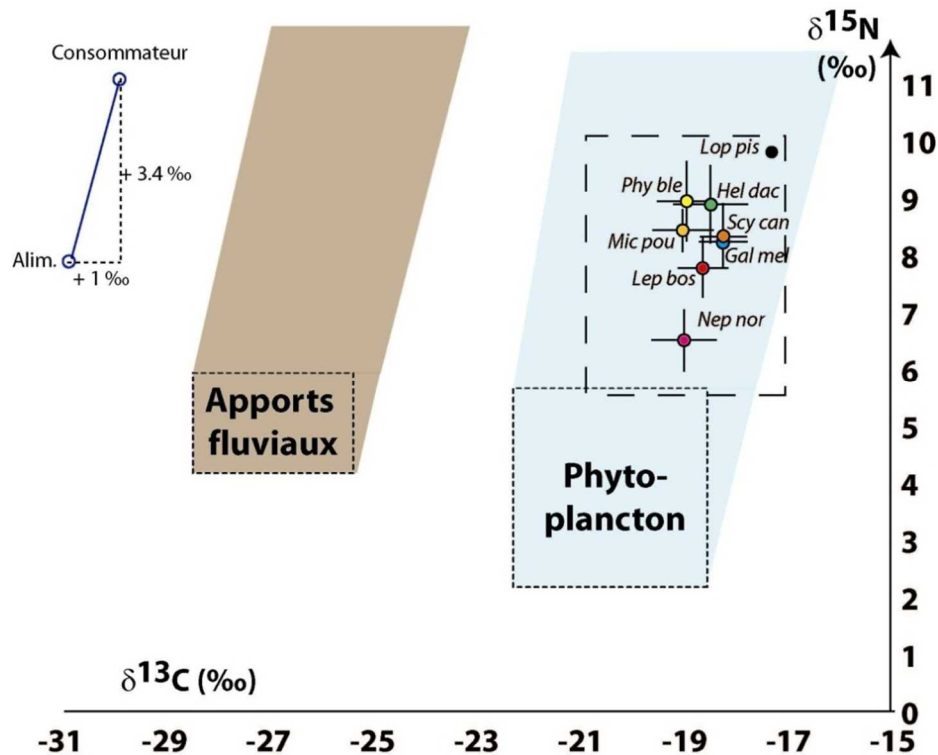 δ15N
(‰)
Consommateur
+ 3.4 ‰
Alim.
+ 1 ‰
11
10
9
8
7
6
5
4
3
2
1
0
Lop pis
Phy ble
Hel dac
Scy can
Mic pou
Gal mel
Lep bos
Nep nor
Apports
fluviaux
Phyto-
plancton
δ13C (‰)
-31 -29 -27 -25 -23 -21 -19 -17 -15